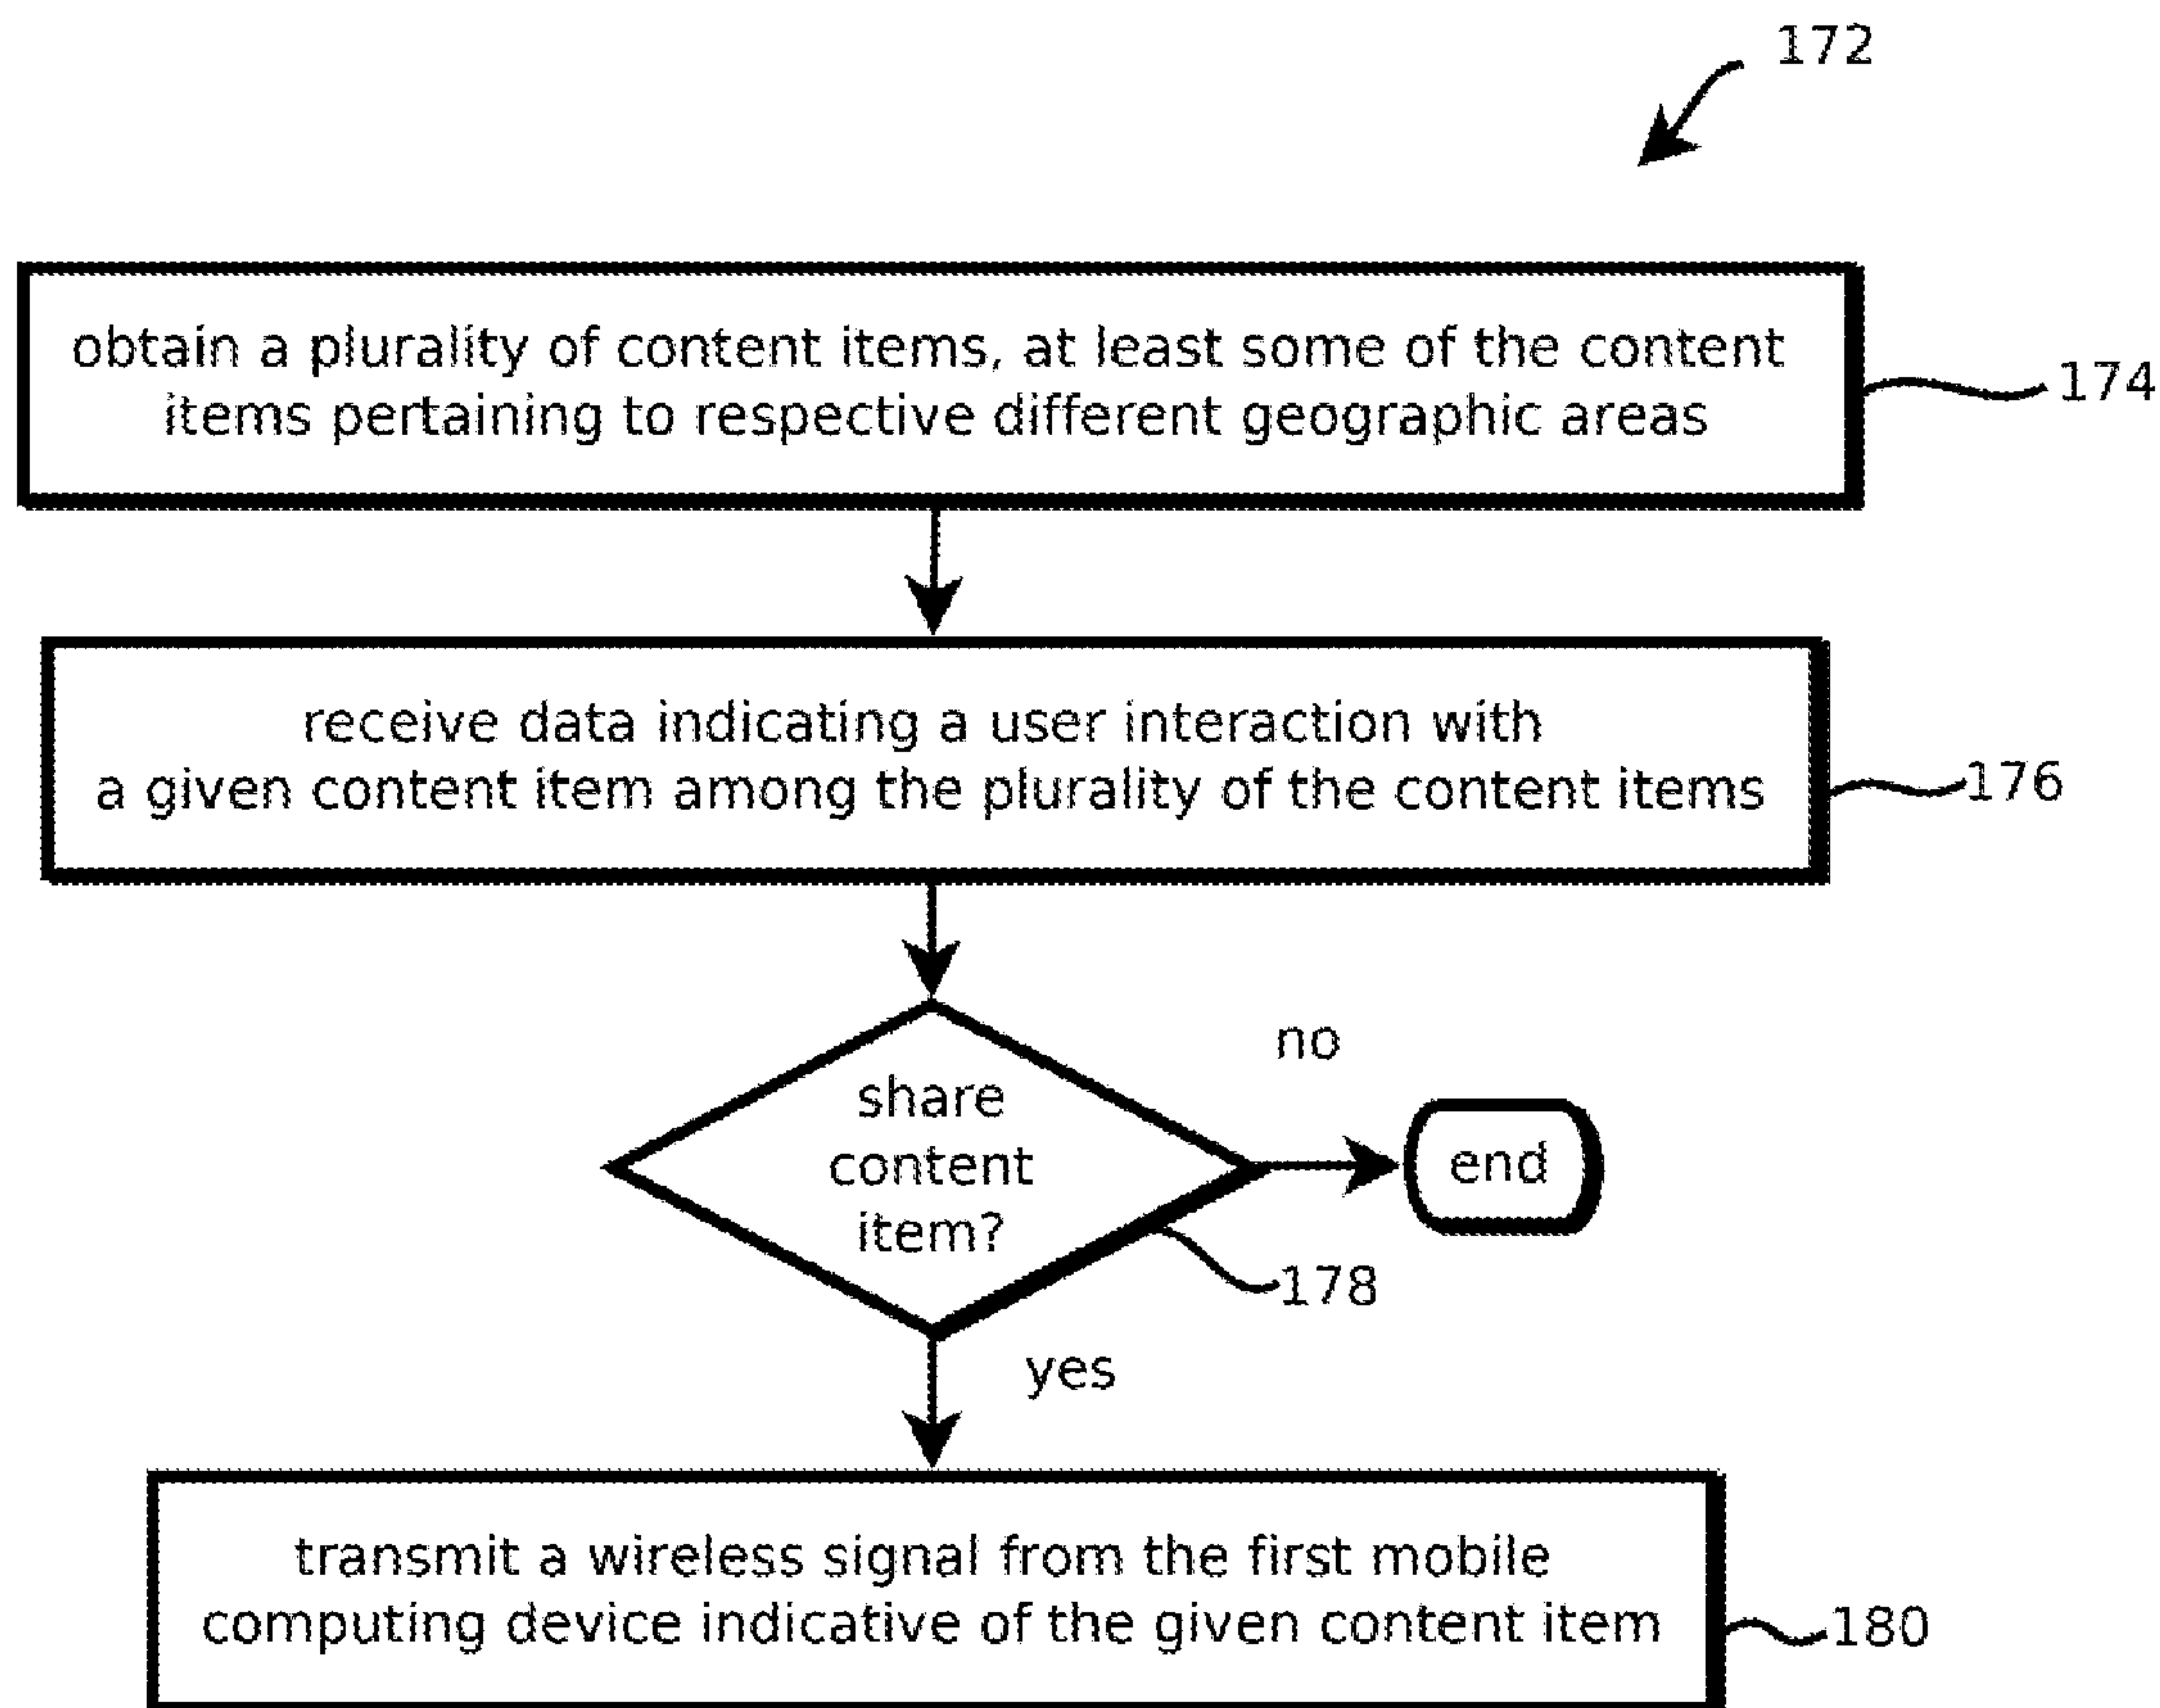 172
obtain a plurality of content items, at least some of the content
items pertaining to respective different geographic areas
174
receive data indicating a user interaction with
a given content item among the plurality of the content items
176
share
content
item?
no
end
178
yes
transmit a wireless signal from the first mobile
computing device indicative of the given content item
180